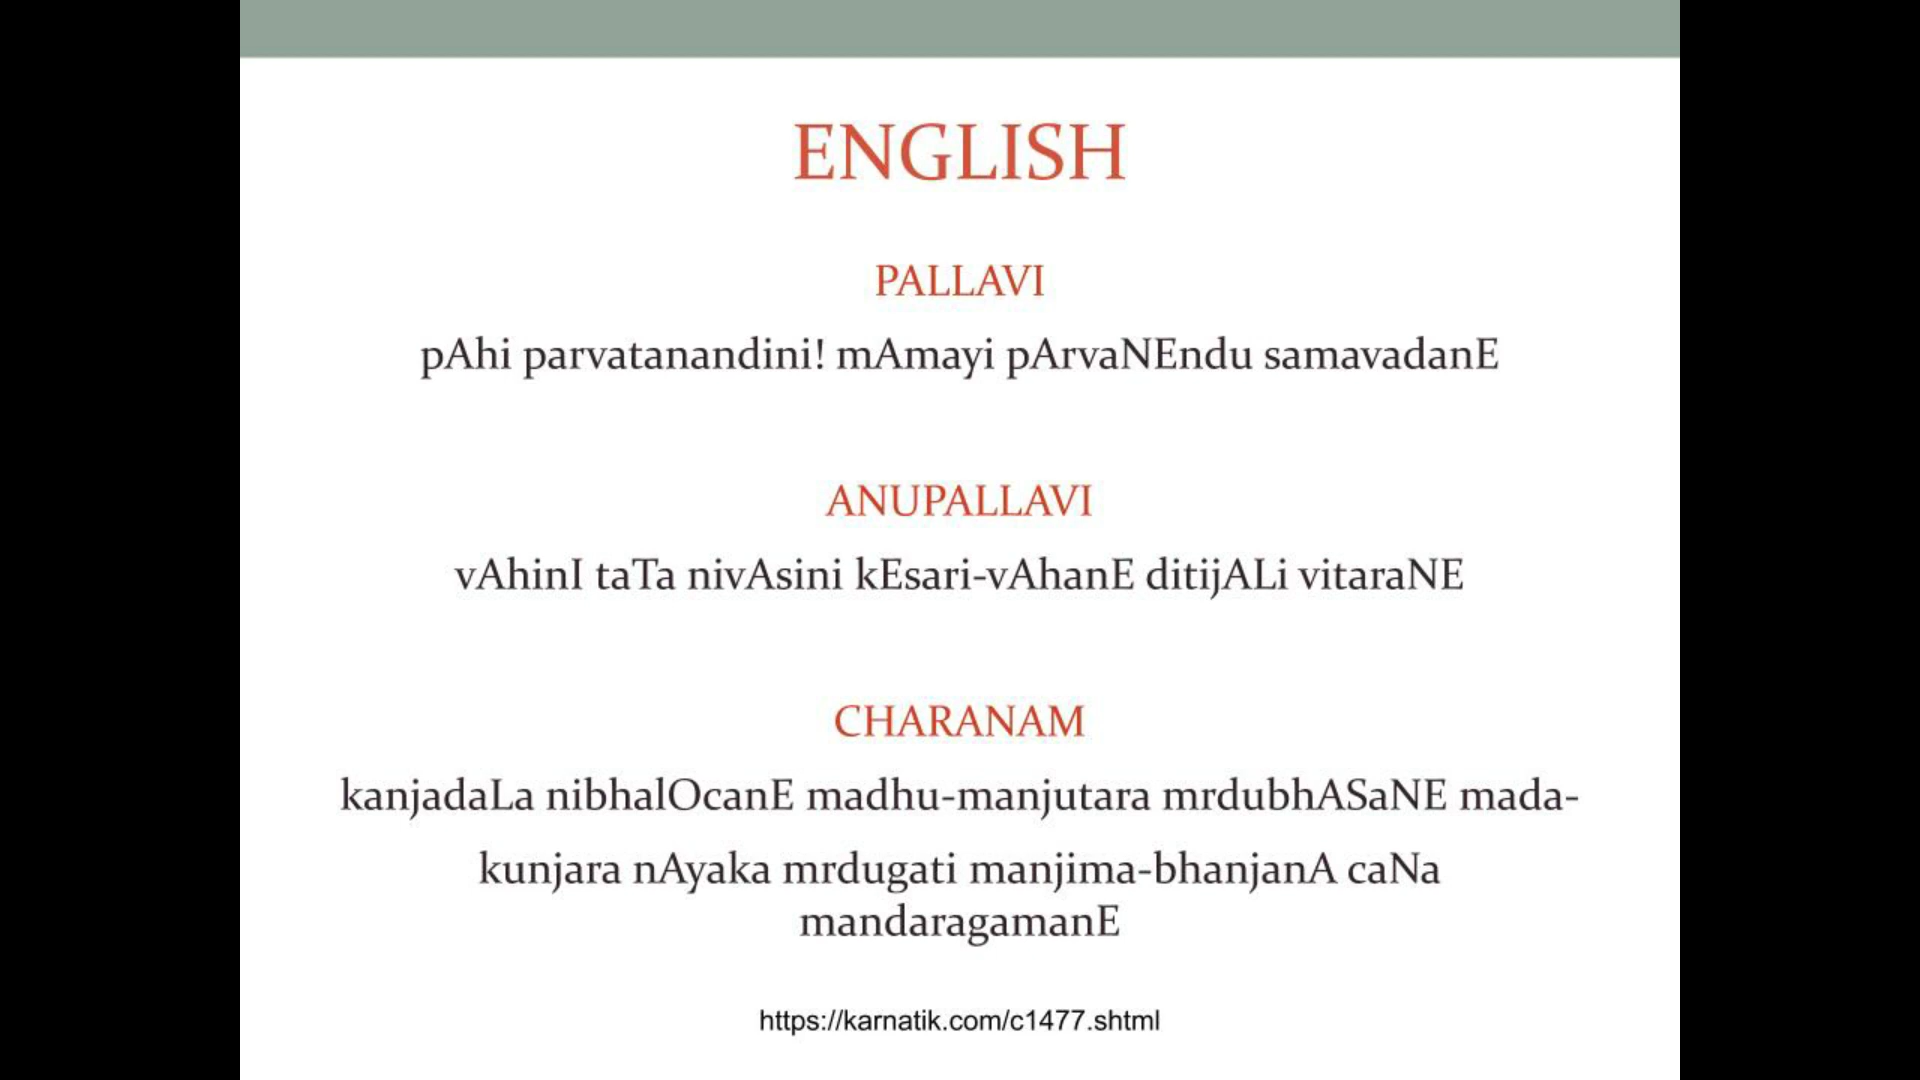 ENGLISH
PALLAVI
pAhi parvatanandini! mAmayi pArvaNEndu samavadanE
ANUPALLAVI
vAhinI taTa nivAsini kEsari-vAhanE ditijALi vitaraNE
CHARANAM
kanjadaLa nibhalOcanE madhu-manjutara mrdubhASaNE mada-
kunjara nAyaka mrdugati manjima-bhanjanA caNa
mandaragamanE
https://karnatik.com/c1477.shtml